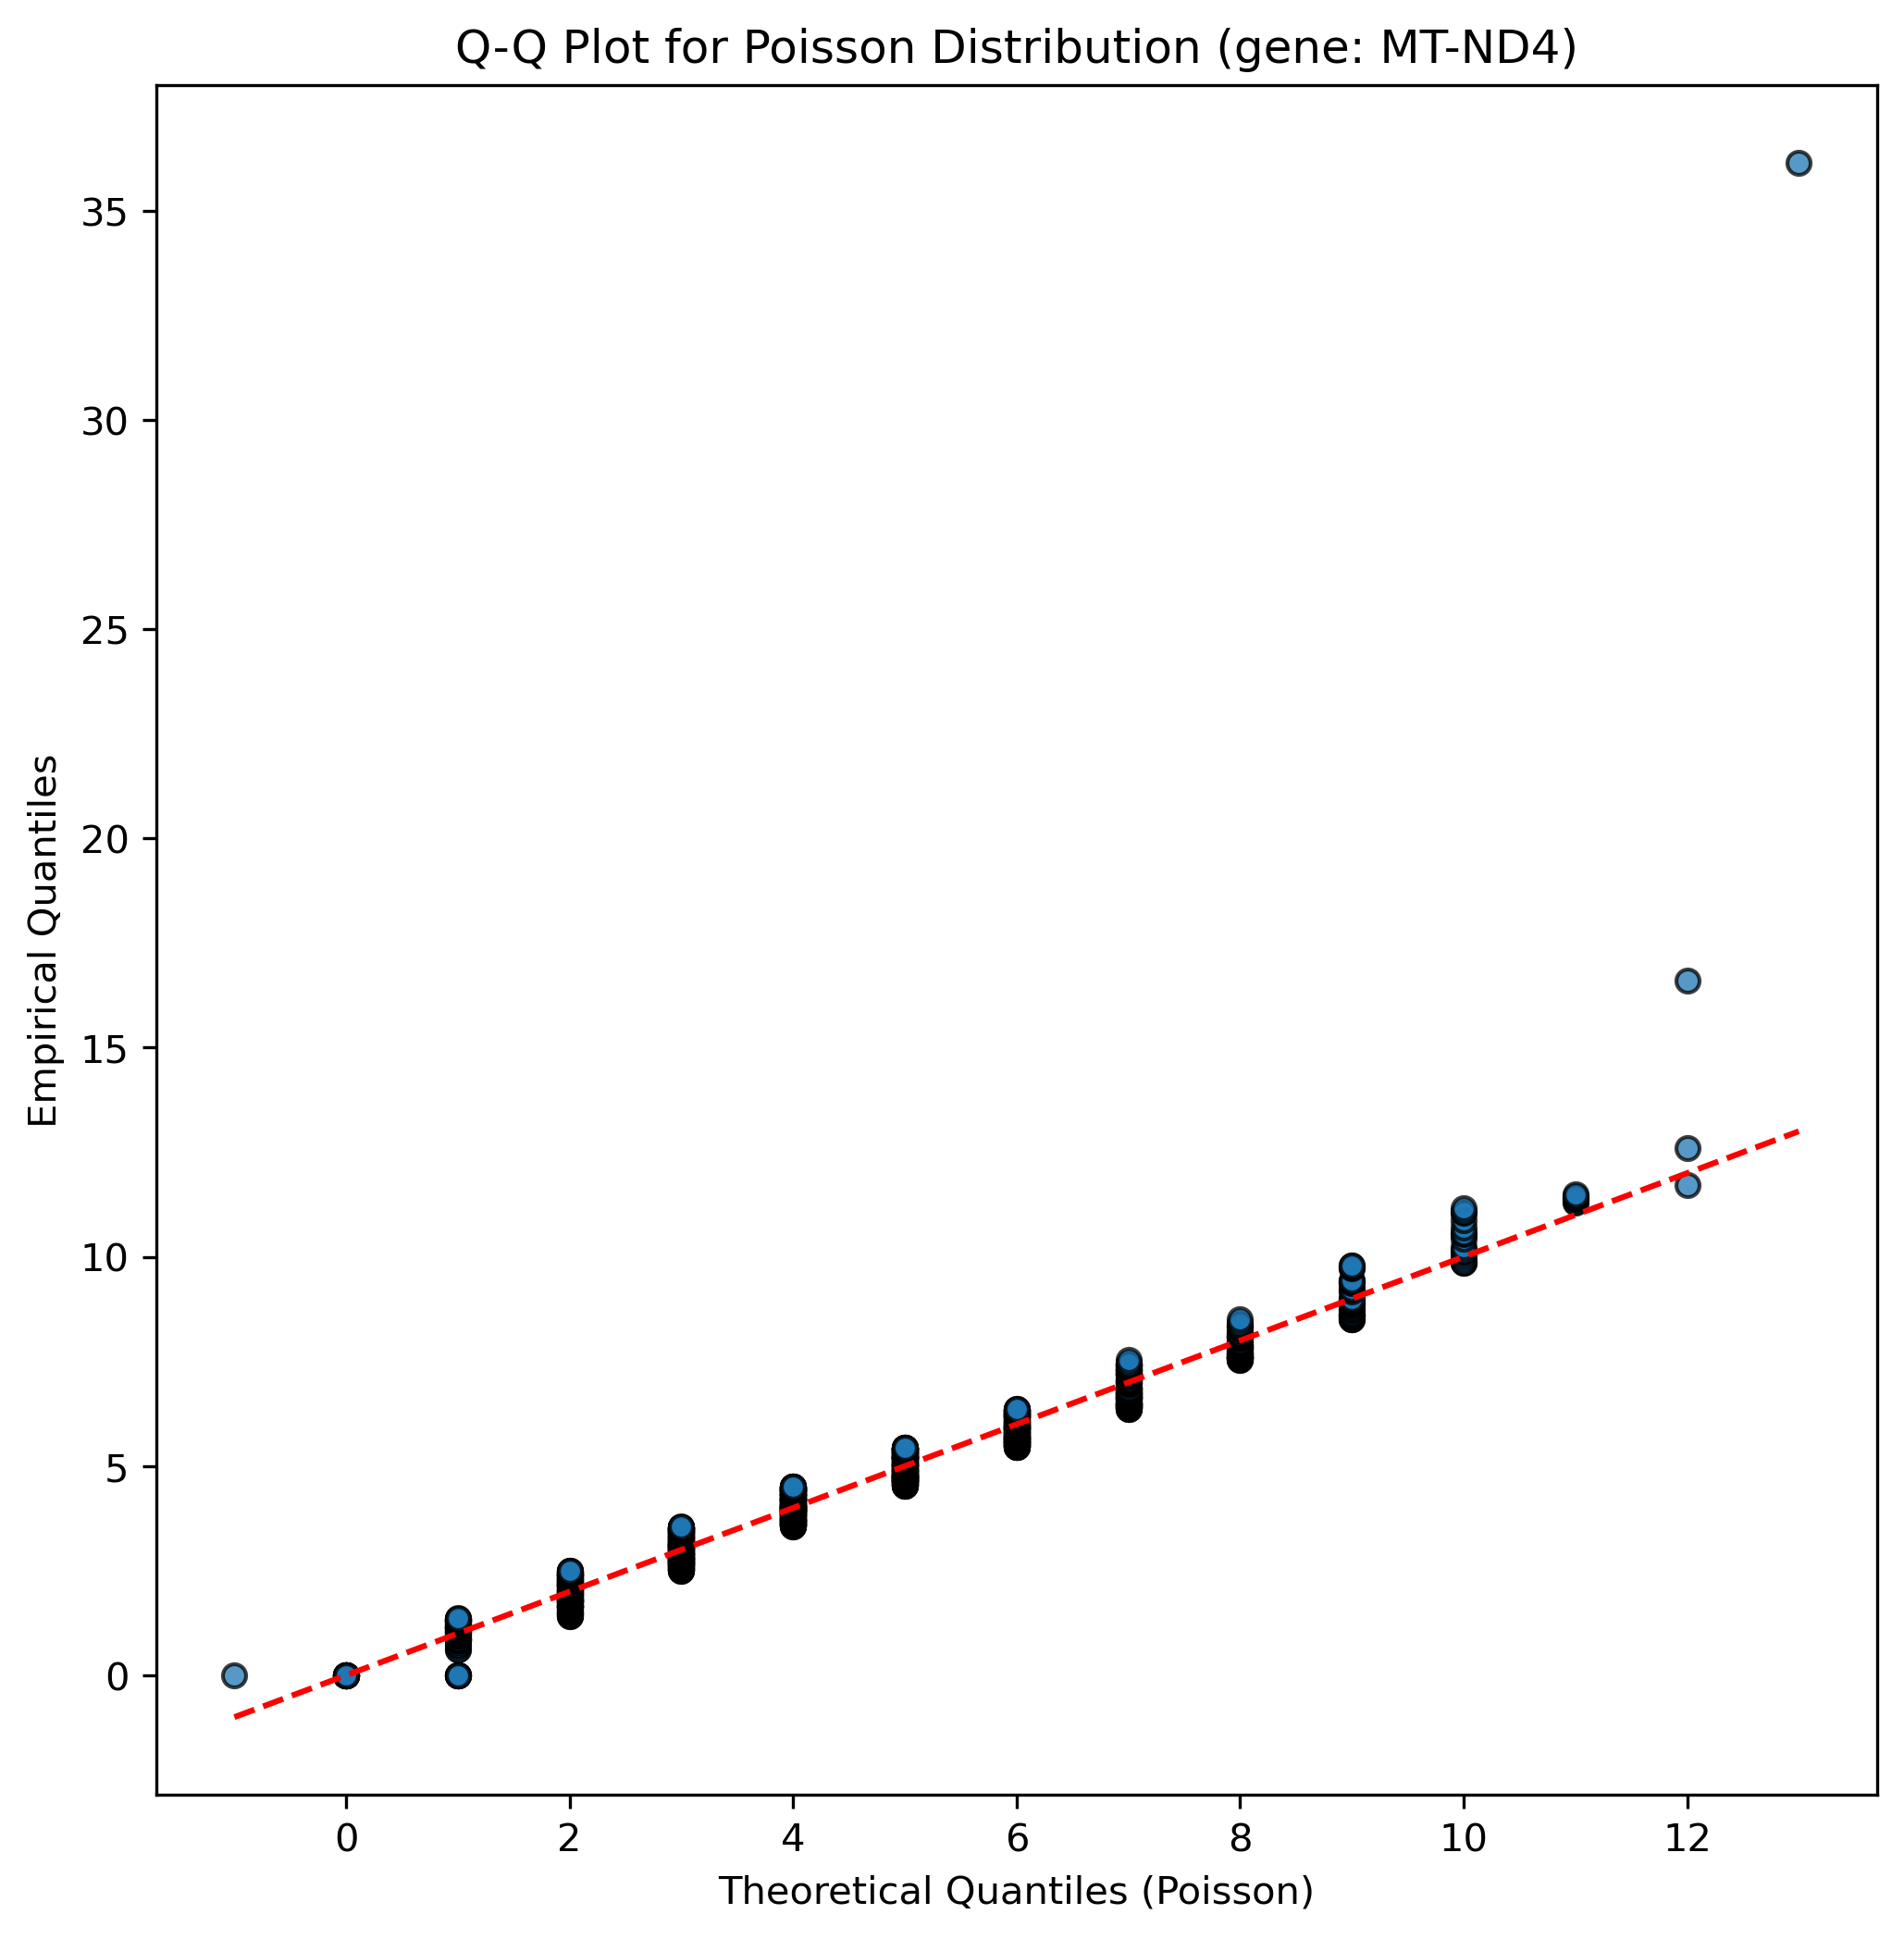 Q-Q Plot for Poisson Distribution (gene: MT-ND4)
35
30
25
20
15
10
5
0
Empirical Quantiles
0 2 4 6 8 10 12
Theoretical Quantiles (Poisson)